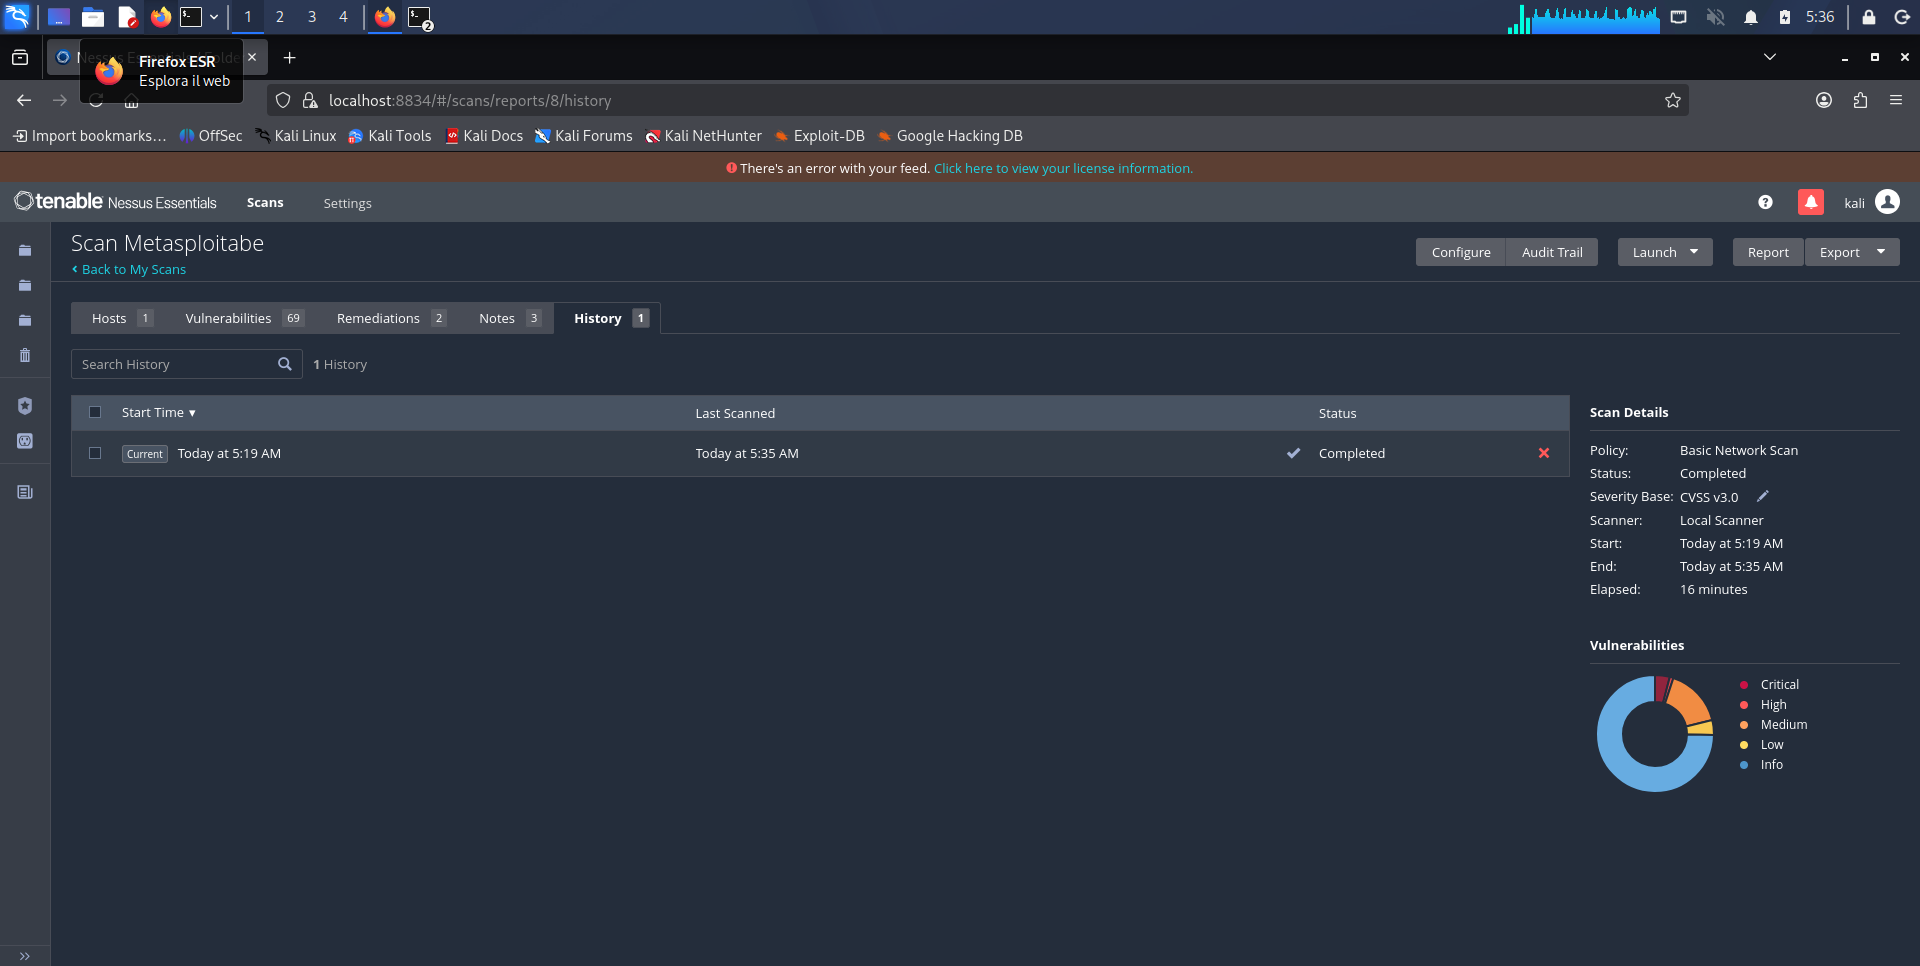 1 2 3 4 2 5:36
Firefox ESR
Esplora il web
localhost:8834/#/scans/reports/8/history
Import bookmarks… OffSec Kali Linux Kali Tools Kali Docs Kali Forums Kali NetHunter Exploit-DB Google Hacking DB
There's an error with your feed. Click here to view your license information.
tenable Nessus Essentials Scans Settings kali
Scan Metasploitabe
Back to My Scans
Configure Audit Trail Launch Report Export
Hosts 1 Vulnerabilities 69 Remediations 2 Notes 3 History 1
Search History 1 History
Start Time Last Scanned Status
Current Today at 5:19 AM Today at 5:35 AM Completed
Scan Details
Policy: Basic Network Scan
Status: Completed
Severity Base: CVSS v3.0
Scanner: Local Scanner
Start: Today at 5:19 AM
End: Today at 5:35 AM
Elapsed: 16 minutes
Vulnerabilities
Critical
High
Medium
Low
Info